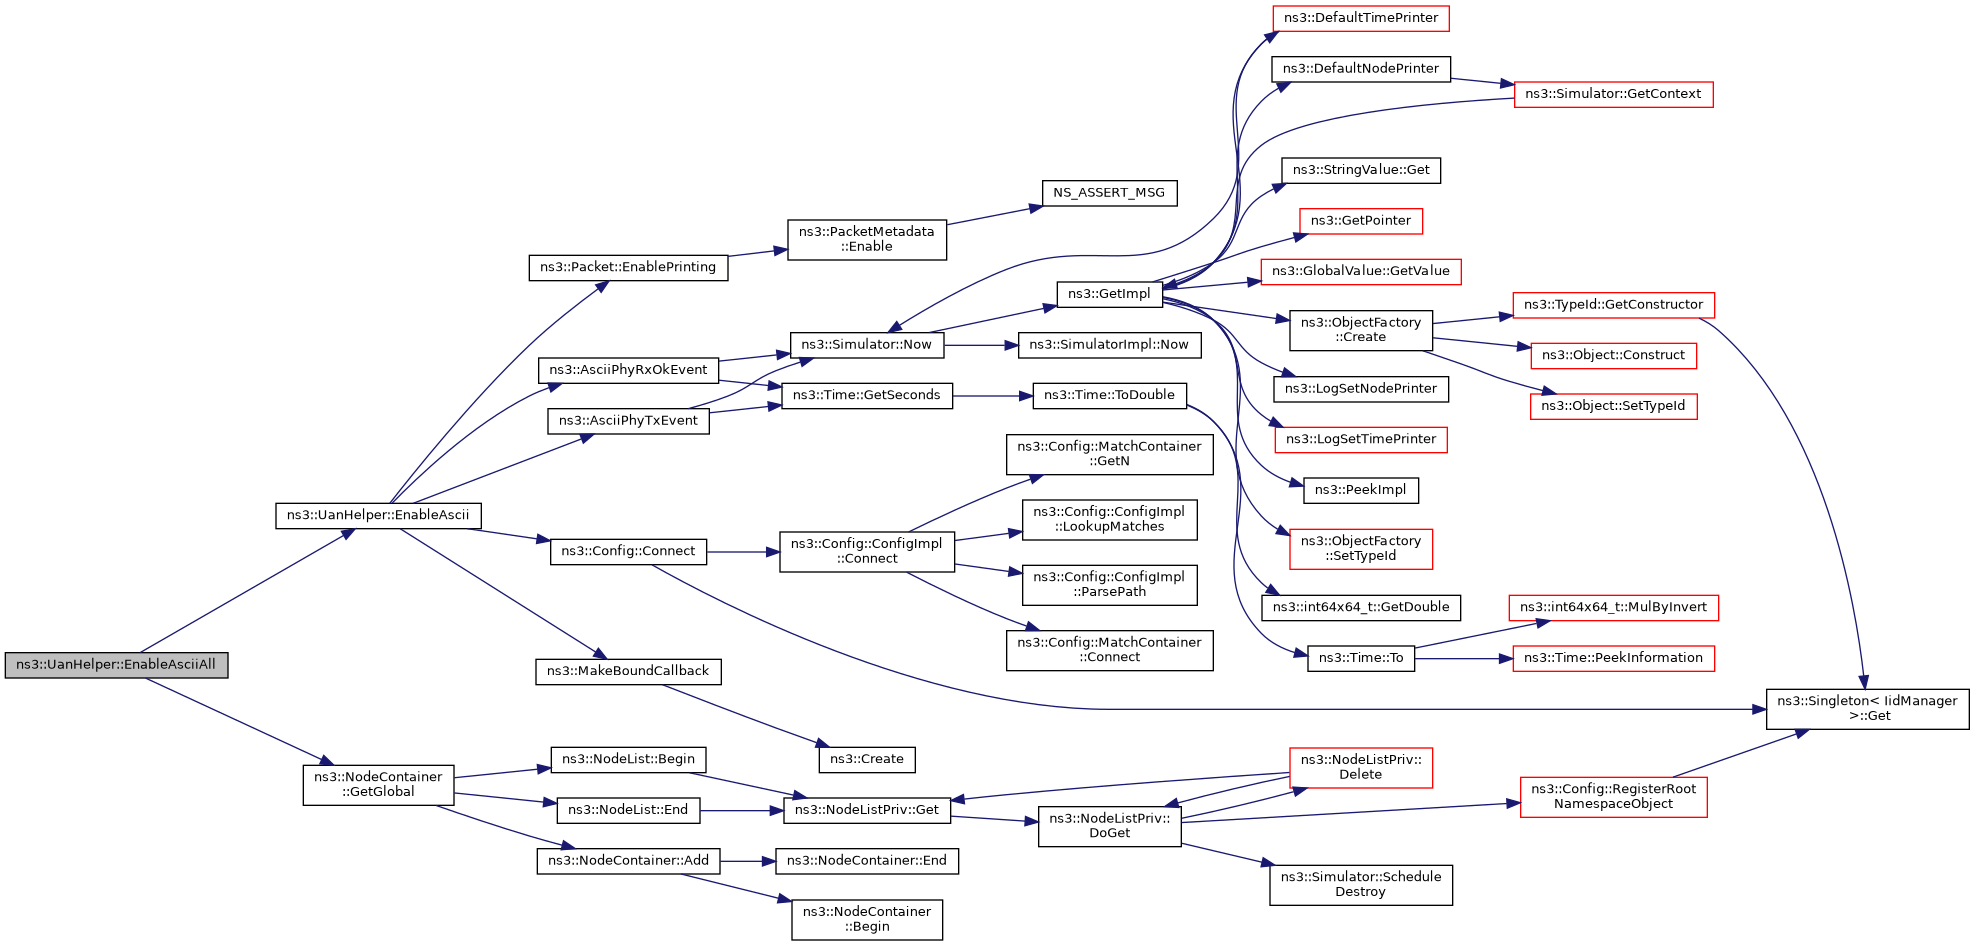 ns3::UanHelper::EnableAsciiAll
ns3::UanHelper::EnableAscii
ns3::NodeContainer
::GetGlobal
ns3::Packet::EnablePrinting
ns3::AsciiPhyRxOkEvent
ns3::AsciiPhyTxEvent
ns3::Config::Connect
ns3::MakeBoundCallback
ns3::NodeList::Begin
ns3::NodeList::End
ns3::NodeContainer::Add
ns3::PacketMetadata
::Enable
ns3::Simulator::Now
ns3::Time::GetSeconds
ns3::Config::ConfigImpl
::Connect
ns3::Create
ns3::NodeListPriv::Get
ns3::NodeContainer::End
ns3::NodeContainer
::Begin
NS_ASSERT_MSG
ns3::GetImpl
ns3::SimulatorImpl::Now
ns3::Time::ToDouble
ns3::Config::MatchContainer
::GetN
ns3::Config::ConfigImpl
::LookupMatches
ns3::Config::ConfigImpl
::ParsePath
ns3::Config::MatchContainer
::Connect
ns3::NodeListPriv::
DoGet
ns3::DefaultTimePrinter
ns3::DefaultNodePrinter
ns3::StringValue::Get
ns3::GetPointer
ns3::GlobalValue::GetValue
ns3::ObjectFactory
::Create
ns3::LogSetNodePrinter
ns3::LogSetTimePrinter
ns3::PeekImpl
ns3::ObjectFactory
::SetTypeId
ns3::int64x64_t::GetDouble
ns3::Time::To
ns3::NodeListPriv::
Delete
ns3::Simulator::Schedule
Destroy
ns3::Simulator::GetContext
ns3::TypeId::GetConstructor
ns3::Object::Construct
ns3::Object::SetTypeId
ns3::int64x64_t::MulByInvert
ns3::Time::PeekInformation
ns3::Config::RegisterRoot
NamespaceObject
ns3::Singleton< IidManager
>::Get